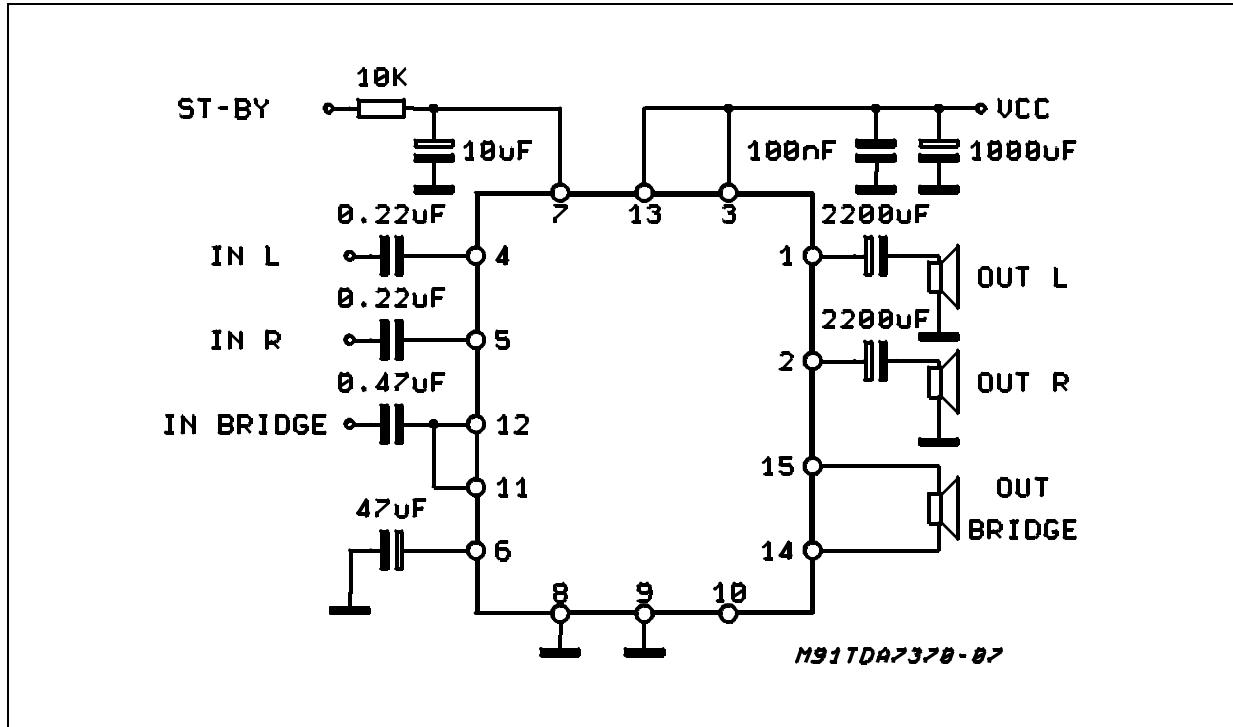 10K
ST-BY
VCC
10uF
100nF
1000uF
7
13
3
0.22uF
2200uF
IN L
4
1
OUT L
0.22uF
2200uF
IN R
5
2
OUT R
0.47uF
IN BRIDGE
12
15
11
OUT
BRIDGE
47uF
6
14
8
9
10
M91TDA7370-07